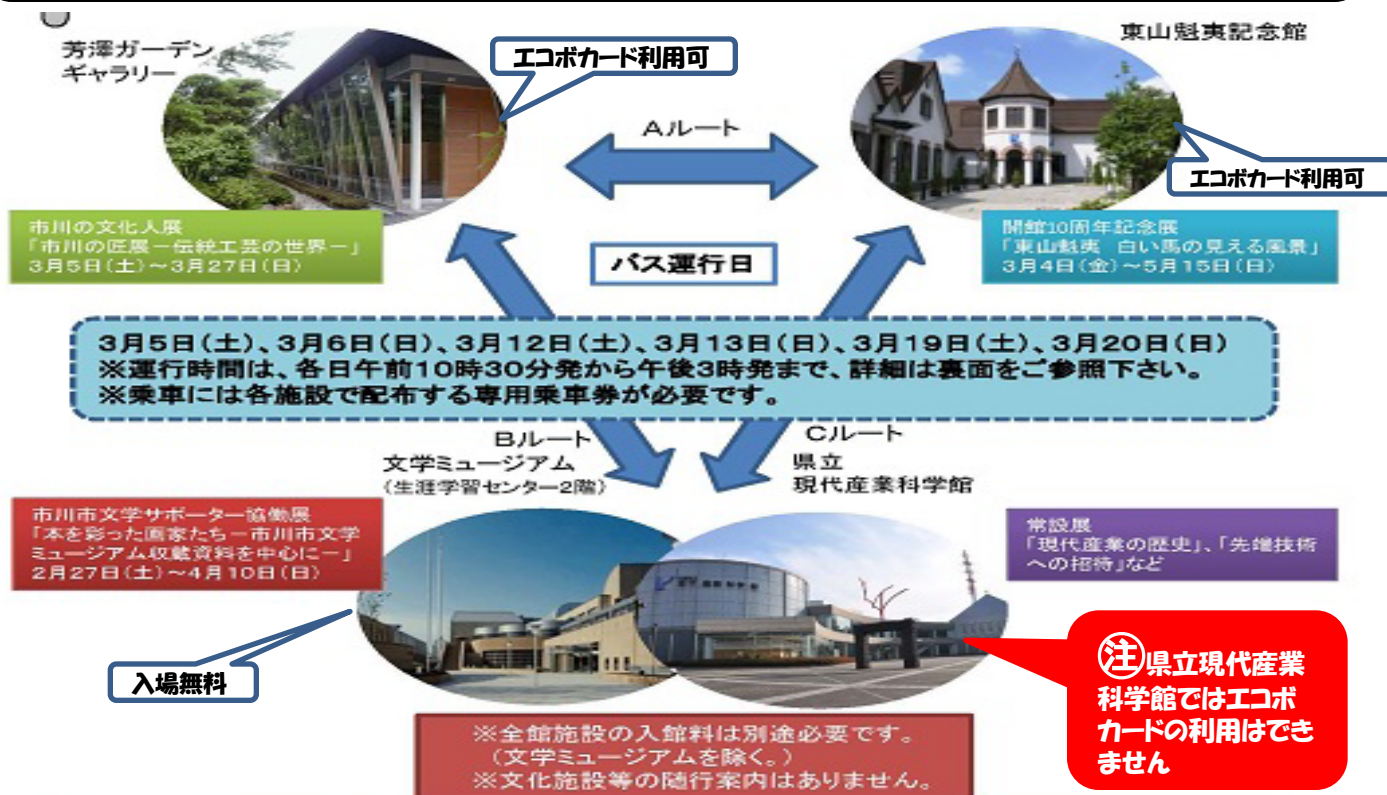 芳澤ガーデン
ギャラリー
エコボカード利用可
東山魁夷記念館
Aルート
エコボカード利用可
市川の文化人展
「市川の匠展－伝統工芸の世界－」
3月5日(土)～3月27日(日)
開館10周年記念展
「東山魁夷 白い馬の見える風景」
3月4日(金)～5月15日(日)
バス運行日
3月5日(土)、3月6日(日)、3月12日(土)、3月13日(日)、3月19日(土)、3月20日(日)
※運行時間は、各日午前10時30分発から午後3時発まで、詳細は裏面をご参照下さい。
※乗車には各施設で配布する専用乗車券が必要です。
Bルート
文学ミュージアム
(生涯学習センター2階)
Cルート
県立
現代産業科学館
市川市文学サポーター協働展
「本を彩った画家たち－市川市文学
ミュージアム収蔵資料を中心に－」
2月27日(土)～4月10日(日)
常設展
「現代産業の歴史」、「先端技術
への招待」など
入場無料
㊟県立現代産業
科学館ではエコボ
カードの利用はでき
ません
※全館施設の入館料は別途必要です。
(文学ミュージアムを除く。)
※文化施設等の随行案内はありません。